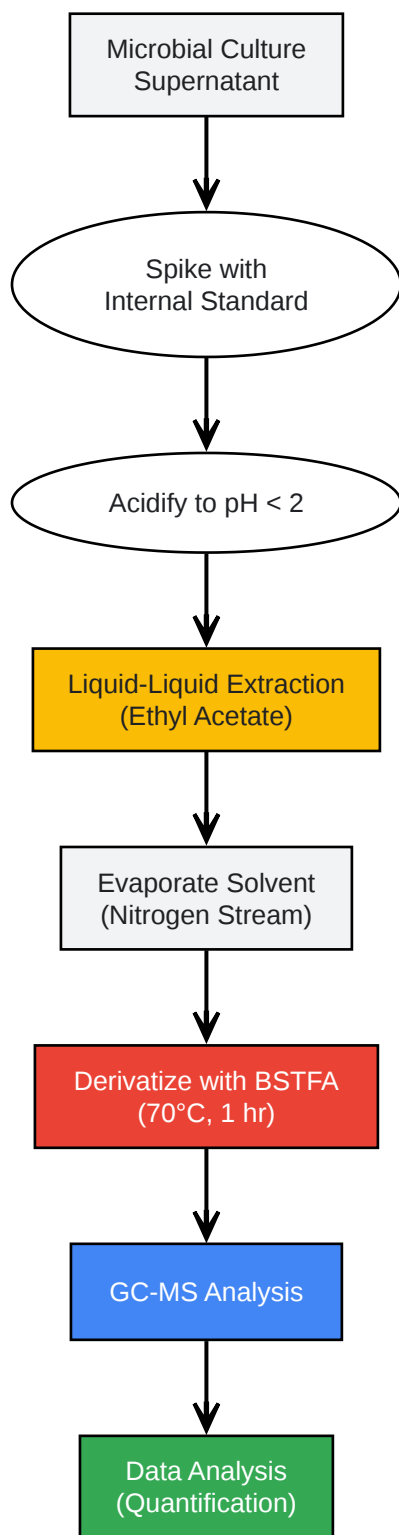 Microbial Culture
Supernatant
Spike with
Internal Standard
Acidify to pH < 2
Liquid-Liquid Extraction
(Ethyl Acetate)
Evaporate Solvent
(Nitrogen Stream)
Derivatize with BSTFA
(70°C, 1 hr)
GC-MS Analysis
Data Analysis
(Quantification)